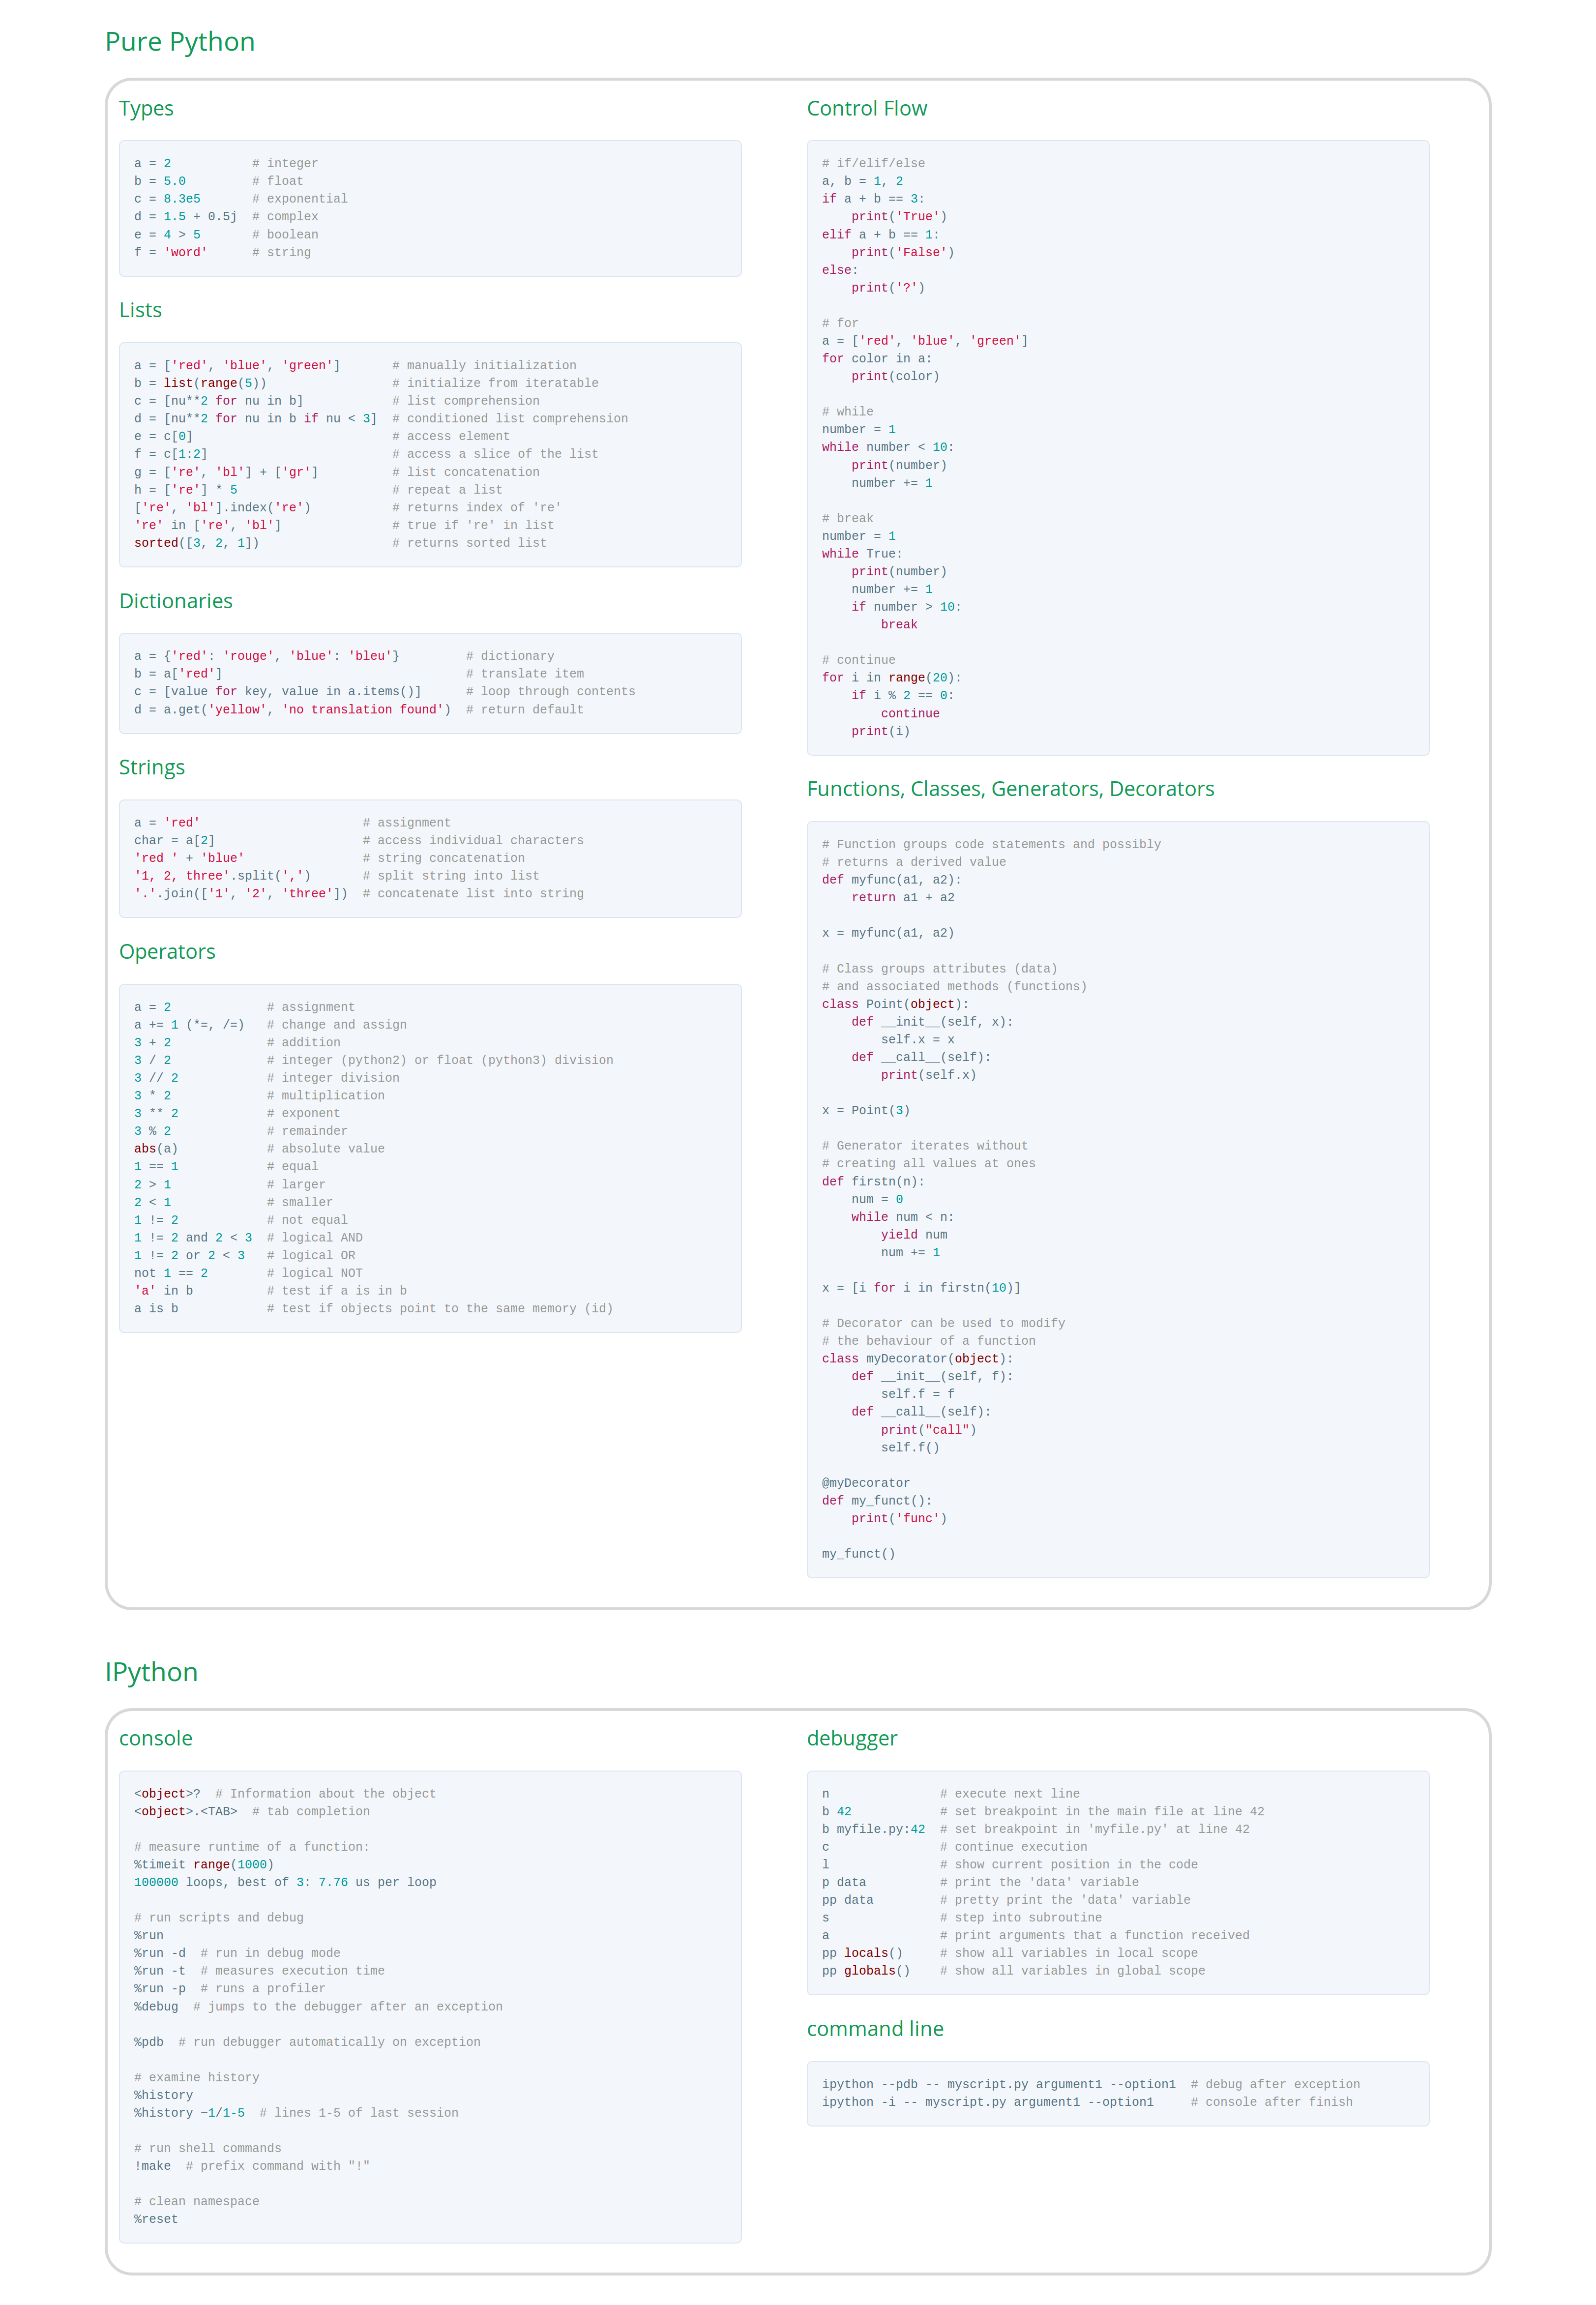 Pure Python
Types
a = 2           # integer
b = 5.0         # float
c = 8.3e5       # exponential
d = 1.5 + 0.5j  # complex
e = 4 > 5       # boolean
f = 'word'      # string
Lists
a = ['red', 'blue', 'green']       # manually initialization
b = list(range(5))                 # initialize from iteratable
c = [nu**2 for nu in b]            # list comprehension
d = [nu**2 for nu in b if nu < 3]  # conditioned list comprehension
e = c[0]                           # access element
f = c[1:2]                         # access a slice of the list
g = ['re', 'bl'] + ['gr']          # list concatenation
h = ['re'] * 5                     # repeat a list
['re', 'bl'].index('re')           # returns index of 're'
're' in ['re', 'bl']               # true if 're' in list
sorted([3, 2, 1])                  # returns sorted list
Dictionaries
a = {'red': 'rouge', 'blue': 'bleu'}         # dictionary
b = a['red']                                 # translate item
c = [value for key, value in a.items()]      # loop through contents
d = a.get('yellow', 'no translation found')  # return default
Strings
a = 'red'                      # assignment
char = a[2]                    # access individual characters
'red ' + 'blue'                # string concatenation
'1, 2, three'.split(',')       # split string into list
'.'.join(['1', '2', 'three'])  # concatenate list into string
Operators
a = 2             # assignment
a += 1 (*=, /=)   # change and assign
3 + 2             # addition
3 / 2             # integer (python2) or float (python3) division
3 // 2            # integer division
3 * 2             # multiplication
3 ** 2            # exponent
3 % 2             # remainder
abs(a)            # absolute value
1 == 1            # equal
2 > 1             # larger
2 < 1             # smaller
1 != 2            # not equal
1 != 2 and 2 < 3  # logical AND
1 != 2 or 2 < 3   # logical OR
not 1 == 2        # logical NOT
'a' in b          # test if a is in b
a is b            # test if objects point to the same memory (id)
Control Flow
# if/elif/else
a, b = 1, 2
if a + b == 3:
    print('True')
elif a + b == 1:
    print('False')
else:
    print('?')
# for
a = ['red', 'blue', 'green']
for color in a:
    print(color)
# while
number = 1
while number < 10:
    print(number)
    number += 1
# break
number = 1
while True:
    print(number)
    number += 1
    if number > 10:
        break
# continue
for i in range(20):
    if i % 2 == 0:
        continue
    print(i)
Functions, Classes, Generators, Decorators
# Function groups code statements and possibly
# returns a derived value
def myfunc(a1, a2):
    return a1 + a2
x = myfunc(a1, a2)
# Class groups attributes (data)
# and associated methods (functions)
class Point(object):
    def __init__(self, x):
        self.x = x
    def __call__(self):
        print(self.x)
x = Point(3)
# Generator iterates without
# creating all values at ones
def firstn(n):
    num = 0
    while num < n:
        yield num
        num += 1
x = [i for i in firstn(10)]
# Decorator can be used to modify
# the behaviour of a function
class myDecorator(object):
    def __init__(self, f):
        self.f = f
    def __call__(self):
        print("call")
        self.f()
@myDecorator
def my_funct():
    print('func')
my_funct()
IPython
console
<object>?  # Information about the object
<object>.<TAB>  # tab completion
# measure runtime of a function:
%timeit range(1000)
100000 loops, best of 3: 7.76 us per loop
# run scripts and debug
%run
%run -d  # run in debug mode
%run -t  # measures execution time
%run -p  # runs a profiler
%debug  # jumps to the debugger after an exception
%pdb  # run debugger automatically on exception
# examine history
%history
%history ~1/1-5  # lines 1-5 of last session
# run shell commands
!make  # prefix command with "!"
# clean namespace
%reset
debugger
n               # execute next line
b 42            # set breakpoint in the main file at line 42
b myfile.py:42  # set breakpoint in 'myfile.py' at line 42
c               # continue execution
l               # show current position in the code
p data          # print the 'data' variable
pp data         # pretty print the 'data' variable
s               # step into subroutine
a               # print arguments that a function received
pp locals()     # show all variables in local scope
pp globals()    # show all variables in global scope
command line
ipython --pdb -- myscript.py argument1 --option1  # debug after exception
ipython -i -- myscript.py argument1 --option1     # console after finish